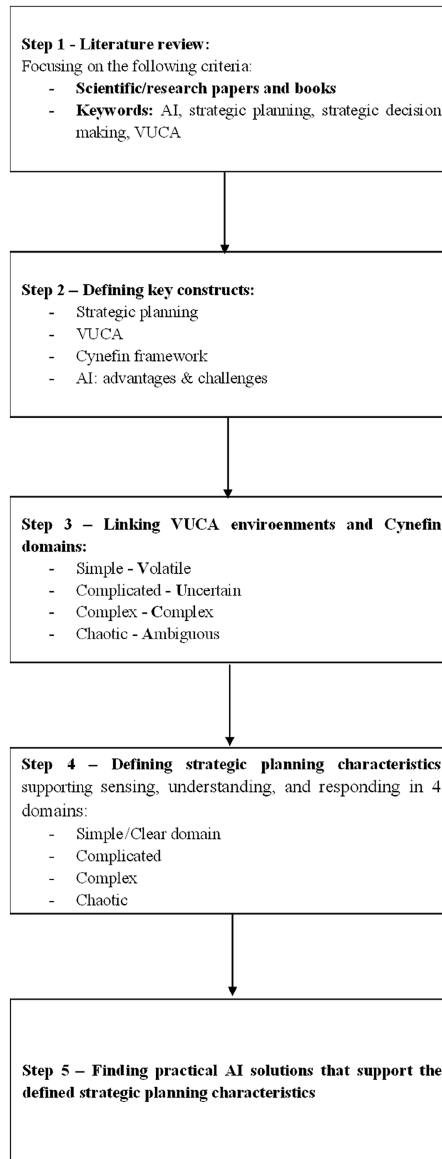 Step 1 - Literature review:
Focusing on the following criteria:
- Scientific/research papers and books
- Keywords: AI, strategic planning, strategic decision
making, VUCA
Step 2 – Defining key constructs:
- Strategic planning
- VUCA
- Cynefin framework
- AI: advantages & challenges
Step 3 – Linking VUCA enviroenments and Cynefin
domains:
- Simple - Volatile
- Complicated - Uncertain
- Complex - Complex
- Chaotic - Ambiguous
Step 4 – Defining strategic planning characteristics
supporting sensing, understanding, and responding in 4
domains:
- Simple/Clear domain
- Complicated
- Complex
- Chaotic
Step 5 – Finding practical AI solutions that support the
defined strategic planning characteristics